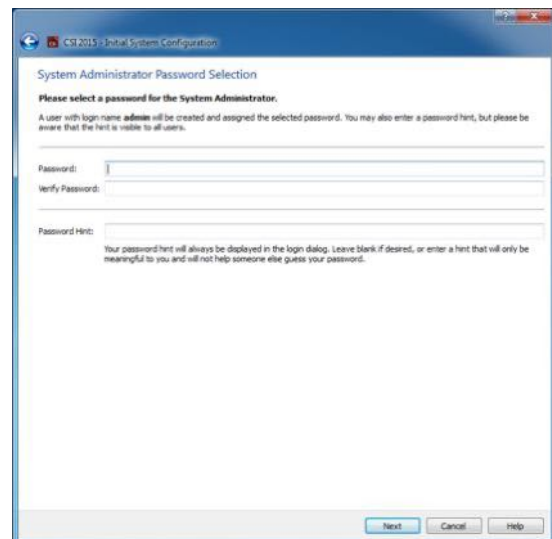 CSI 2015 - Initial System Configuration
System Administrator Password Selection
Please select a password for the System Administrator.
A user with login name admin will be created and assigned the selected password. You may also enter a password hint, but please be
aware that the hint is visible to all users.
Password:
Verify Password:
Password Hint:
Your password hint will always be displayed in the login dialog. Leave blank if desired, or enter a hint that will only be
meaningful to you and will not help someone else guess your password.
Next Cancel Help